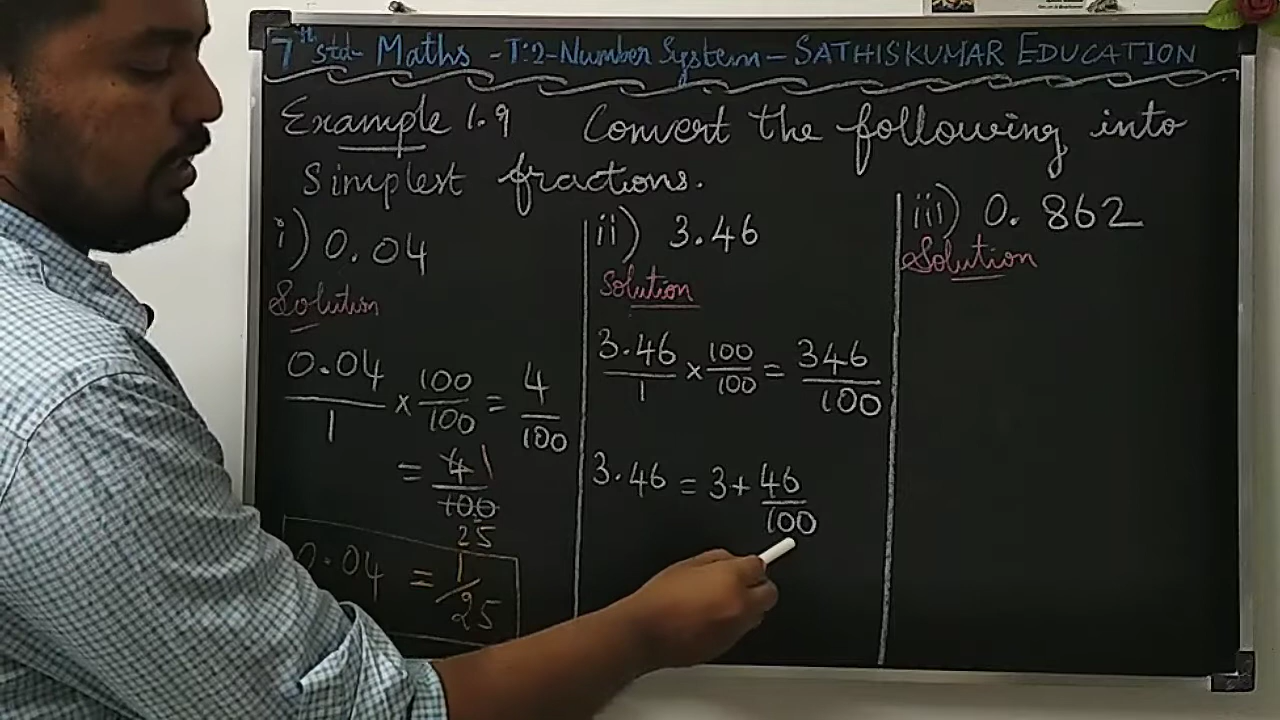 7th std- Maths - T:2-Number System - SATHISKUMAR EDUCATION
Example 1.9 Convert the following into
Simplest fractions.
i) 0.04
Solution
0.04/1 × 100/100 = 4/100
= 4/100 1 25
0.04 = 1/25
ii) 3.46
Solution
3.46/1 × 100/100 = 346/100
3.46 = 3 + 46/100
iii) 0.862
Solution